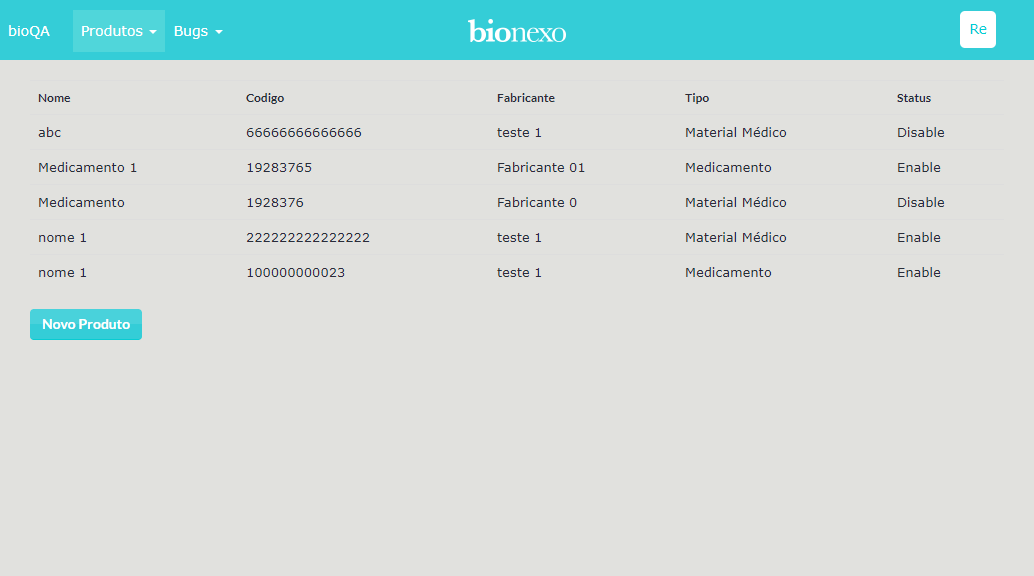 bioQA Produtos Bugs bionexo Re
Nome Codigo Fabricante Tipo Status
abc 66666666666666 teste 1 Material Médico Disable
Medicamento 1 19283765 Fabricante 01 Medicamento Enable
Medicamento 1928376 Fabricante 0 Material Médico Disable
nome 1 222222222222222 teste 1 Material Médico Enable
nome 1 100000000023 teste 1 Medicamento Enable
Novo Produto